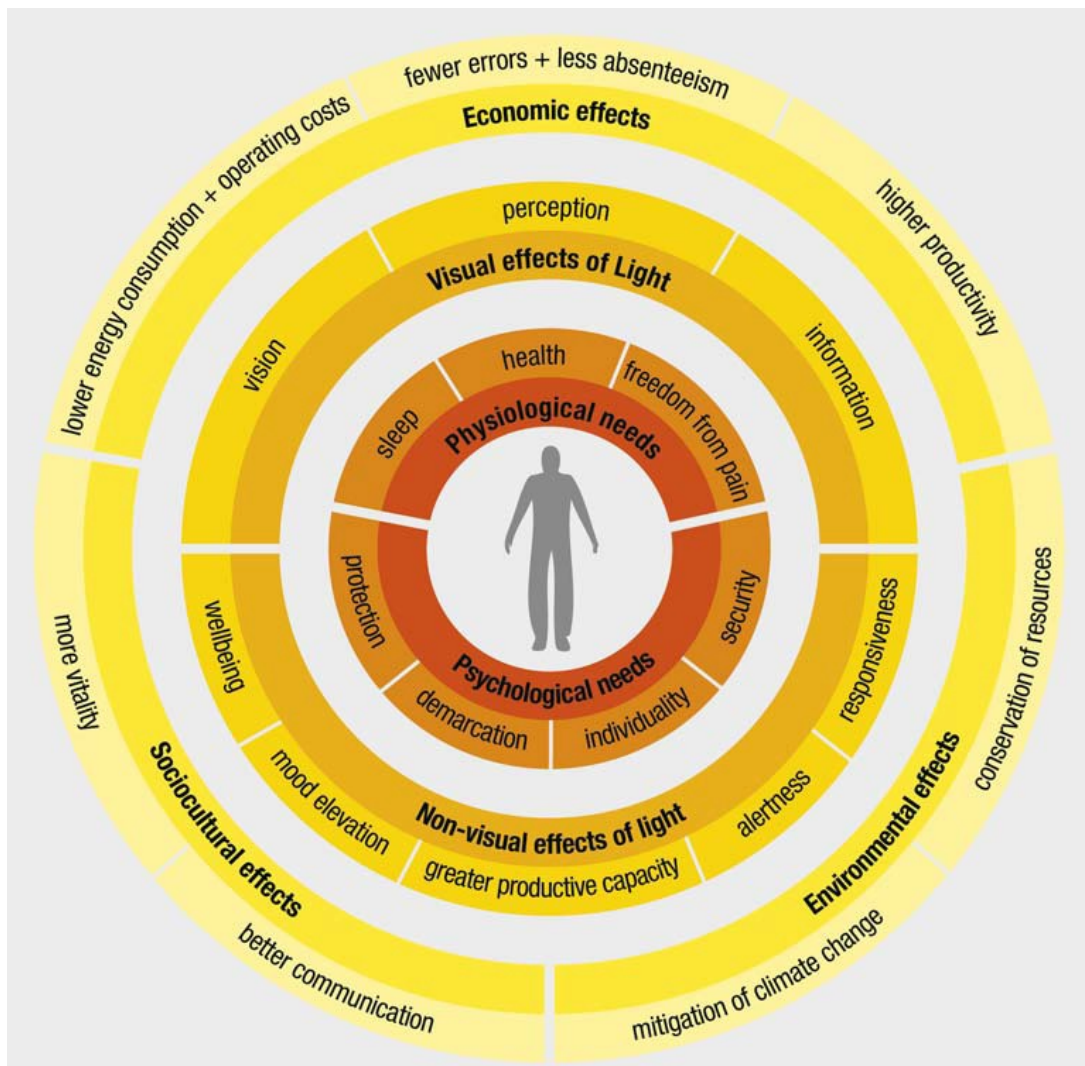 fewer errors + less absenteeism
lower energy consumption + operating costs
Economic effects
higher productivity
perception
Visual effects of Light
vision
information
health
sleep
freedom from pain
Physiological needs
protection
security
Psychological needs
demarcation
individuality
wellbeing
responsiveness
mood elevation
alertness
Non-visual effects of light
greater productive capacity
more vitality
conservation of resources
Sociocultural effects
Environmental effects
better communication
mitigation of climate change